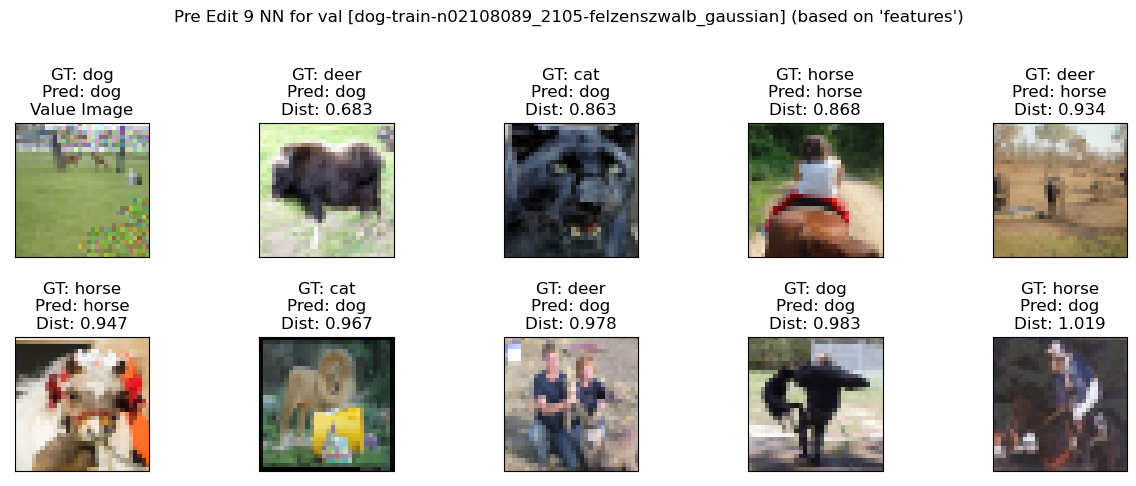 Pre Edit 9 NN for val [dog-train-n02108089_2105-felzenszwalb_gaussian] (based on 'features')
GT: dog
Pred: dog
Value Image
GT: deer
Pred: dog
Dist: 0.683
GT: cat
Pred: dog
Dist: 0.863
GT: horse
Pred: horse
Dist: 0.868
GT: deer
Pred: horse
Dist: 0.934
GT: horse
Pred: horse
Dist: 0.947
GT: cat
Pred: dog
Dist: 0.967
GT: deer
Pred: dog
Dist: 0.978
GT: dog
Pred: dog
Dist: 0.983
GT: horse
Pred: dog
Dist: 1.019